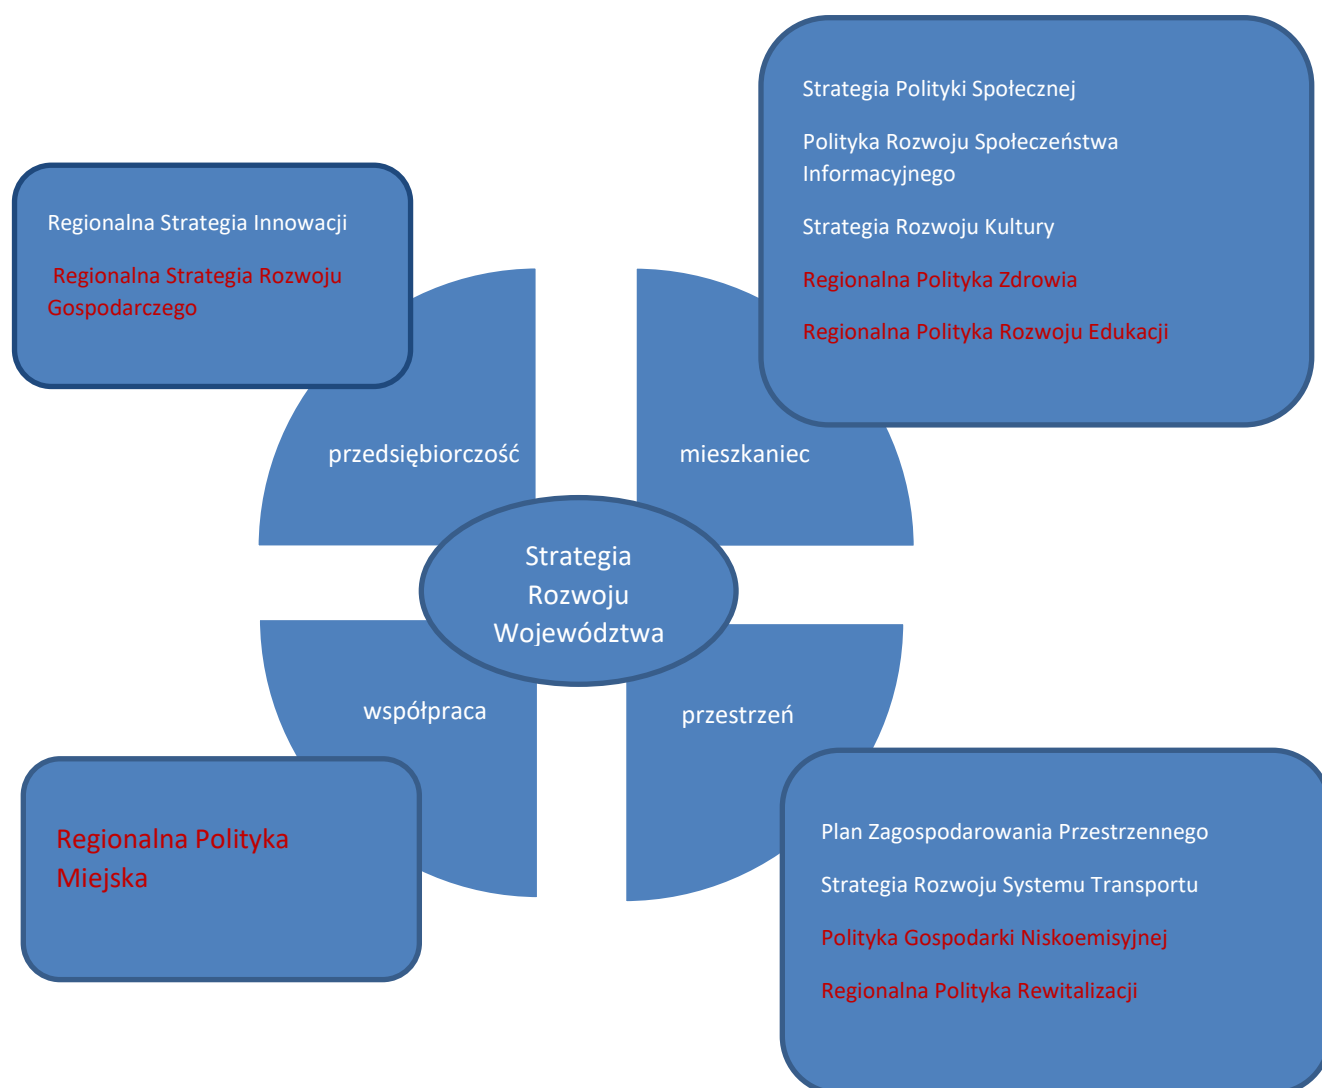 Strategia Polityki Społecznej
Polityka Rozwoju Społeczeństwa
Informacyjnego
Strategia Rozwoju Kultury
Regionalna Polityka Zdrowia
Regionalna Polityka Rozwoju Edukacji
Regionalna Strategia Innowacji
Regionalna Strategia Rozwoju
Gospodarczego
przedsiębiorczość
mieszkaniec
Strategia
Rozwoju
Województwa
współpraca
przestrzeń
Regionalna Polityka
Miejska
Plan Zagospodarowania Przestrzennego
Strategia Rozwoju Systemu Transportu
Polityka Gospodarki Niskoemisyjnej
Regionalna Polityka Rewitalizacji